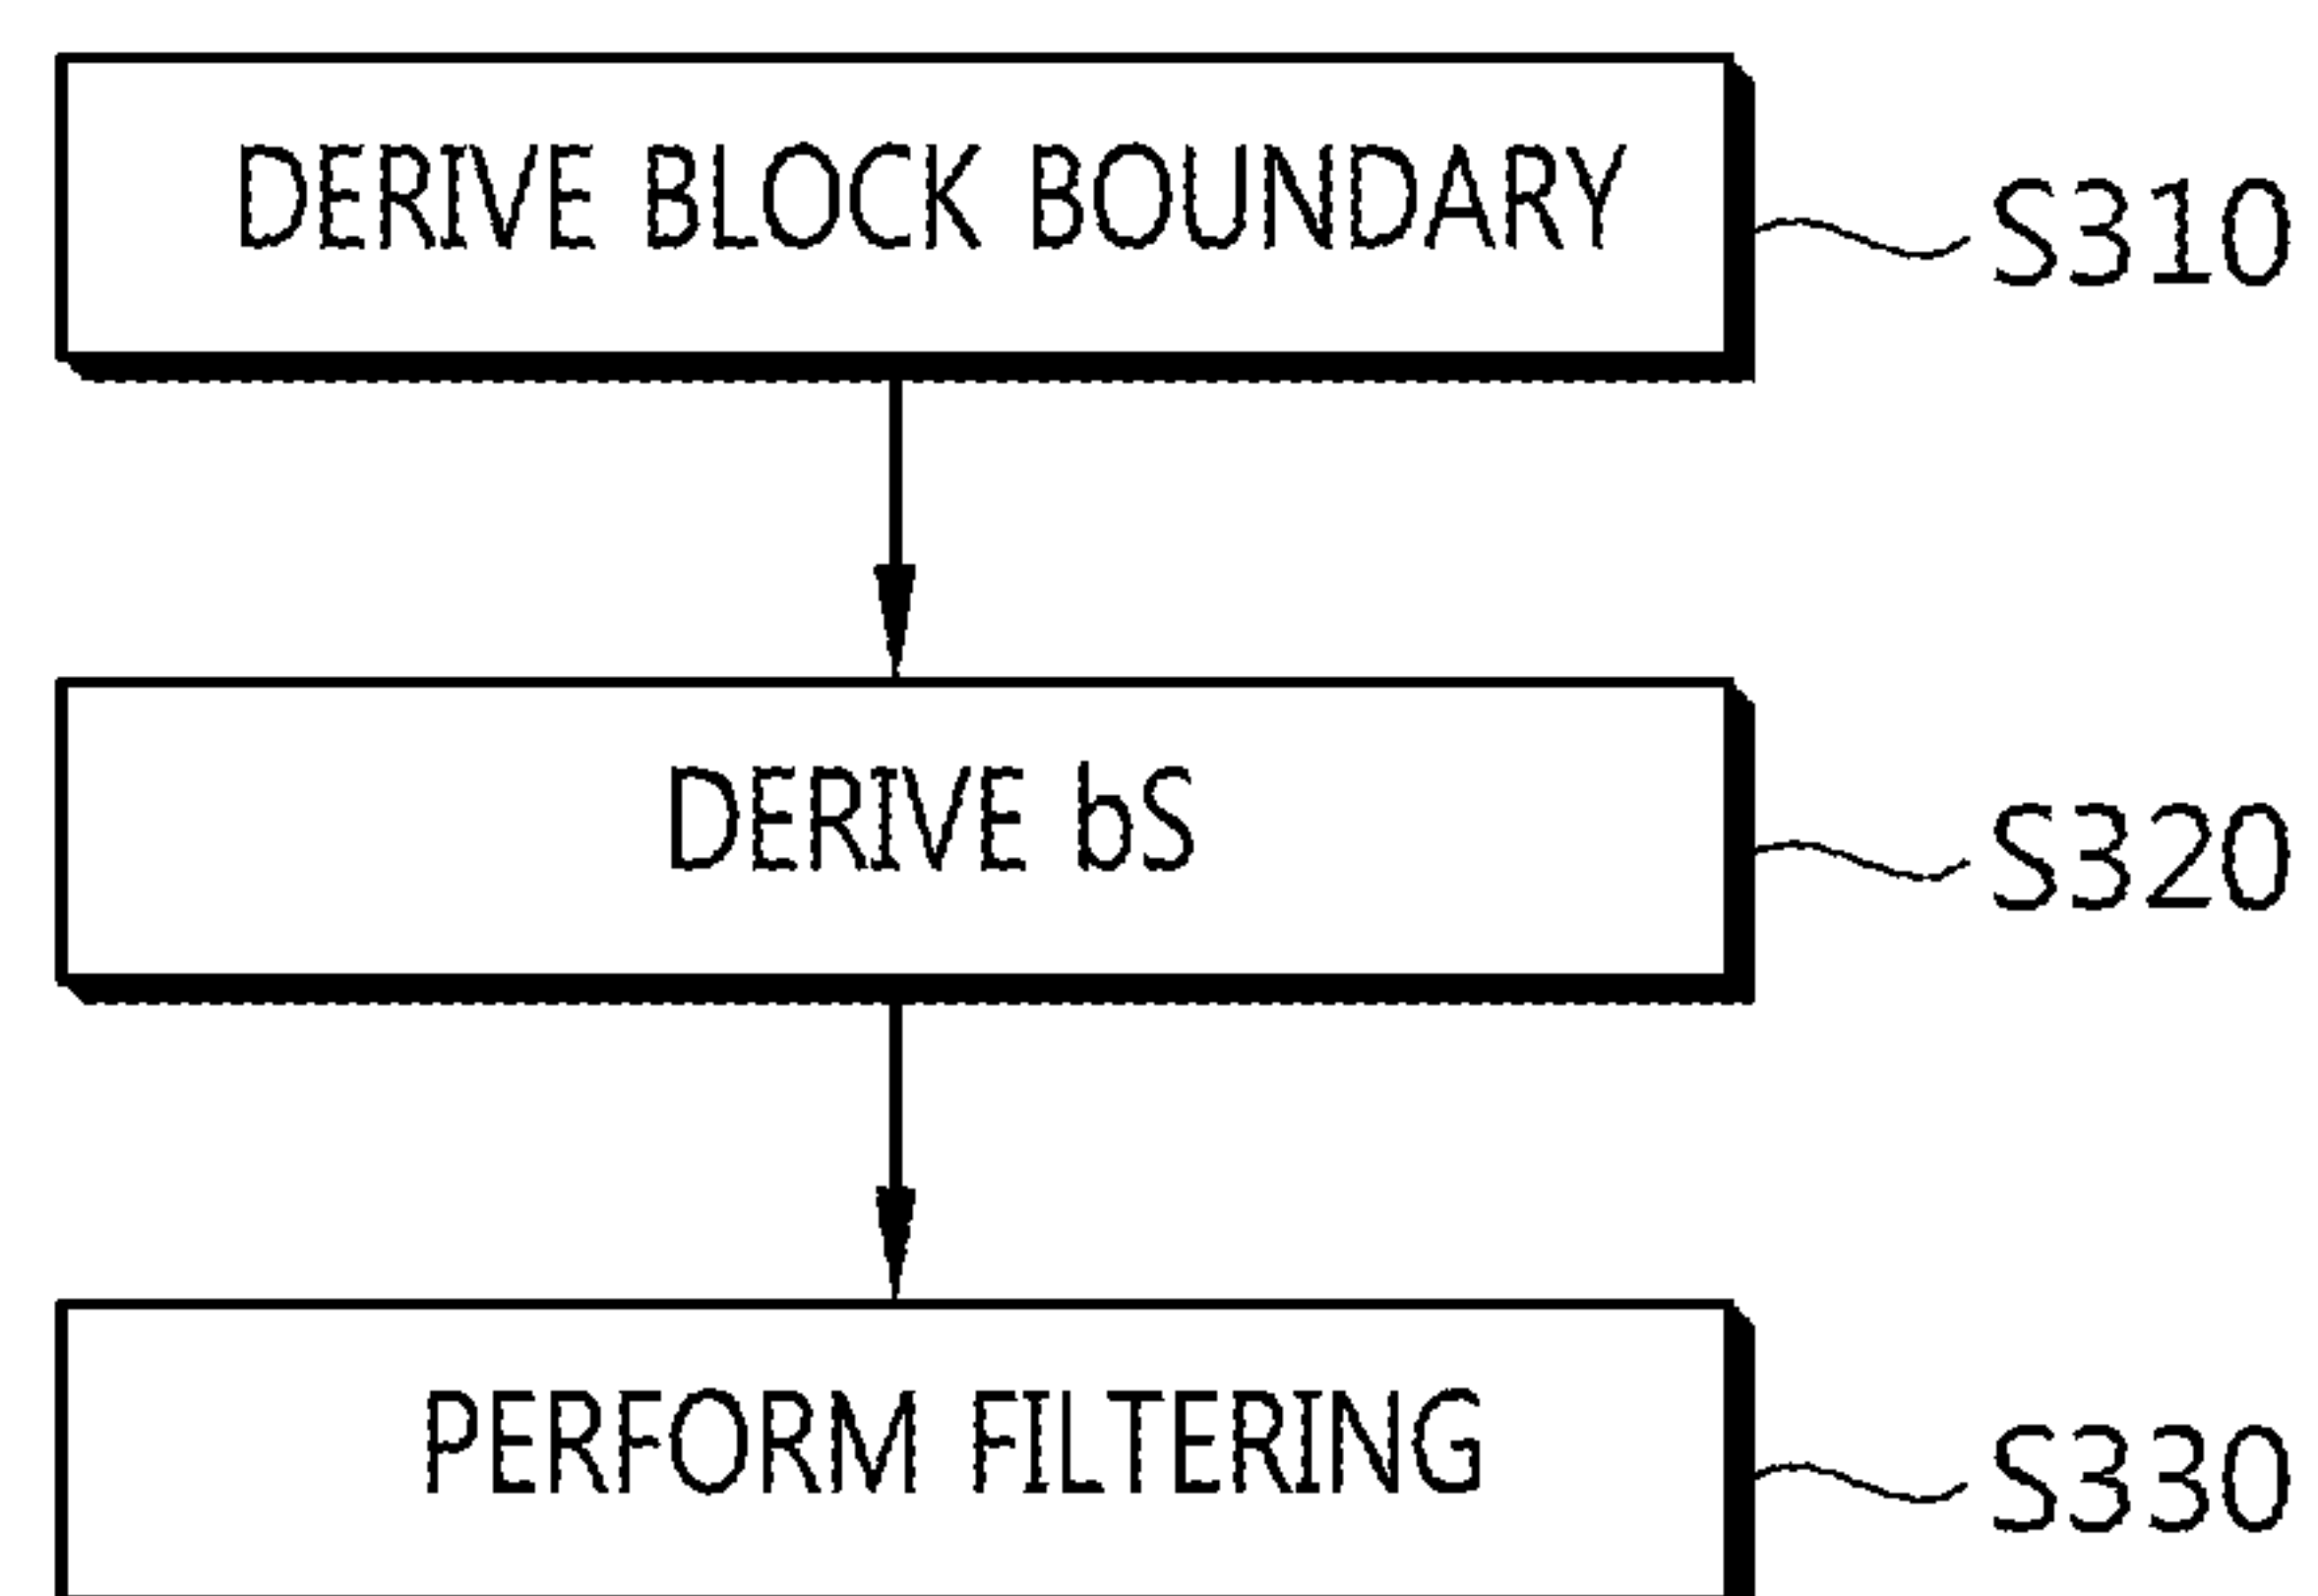 DERIVE BLOCK BOUNDARY
S310
DERIVE bS
S320
PERFORM FILTERING
S330